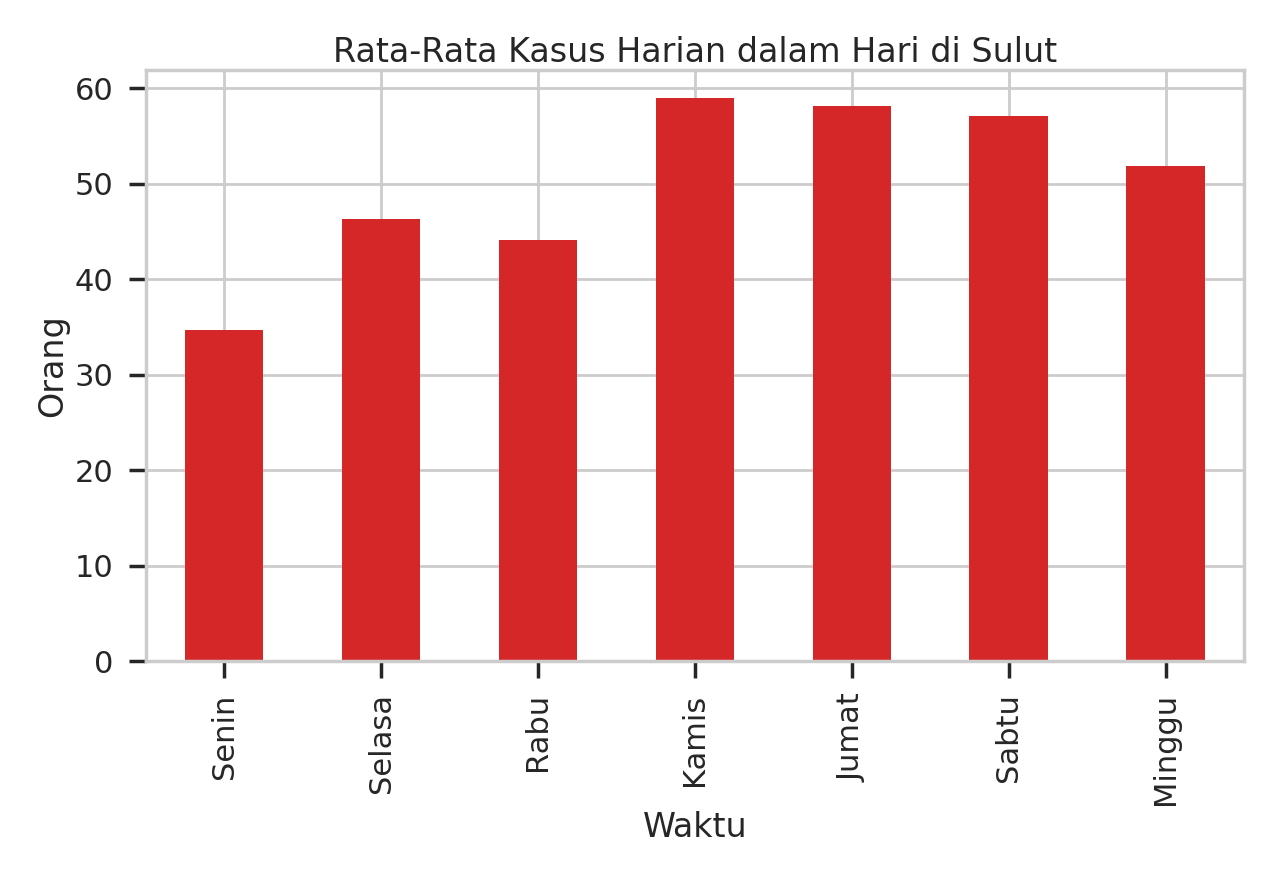 Rata-Rata Kasus Harian dalam Hari di Sulut
60
50
40
30
20
10
0
Orang
Senin
Selasa
Rabu
Kamis
Jumat
Sabtu
Minggu
Waktu